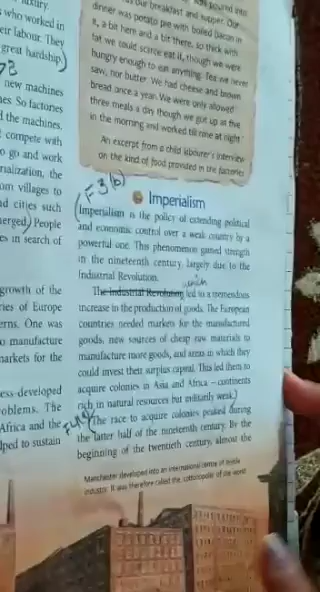 luxury.
who worked in
eir labour. They
great hardship.)
new machines
nes. So factories
d the machines,
compete with
o go and work
rialization, the
om villages to
nd cities such
erged.) People
es in search of
growth of the
ries of Europe
erns. One was
o manufacture
markets for the
ess developed
oblems. The
Africa and the
lped to sustain
our breakfast and supper. Our
dinner was potato pie with boiled bacon in
it, a bit here and a bit there, so thick with
fat we could scarce eat it, though we were
hungry enough to eat anything. Tea we never
saw, nor butter. We had cheese and brown
bread once a year. We were only allowed
three meals a day though we got up at five
in the morning and worked till nine at night.
An excerpt from a child labourer's interview
on the kind of food provided in the factories
F-3(b)
Imperialism
(Imperialism is the policy of extending political
and economic control over a weak country by a
powerful one. This phenomenon gained strength
in the nineteenth century largely due to the
Industrial Revolution.
which
The Industrial Revolution led to a tremendous
increase in the production of goods. The European
countries needed markets for the manufactured
goods, new sources of cheap raw materials to
manufacture more goods, and areas in which they
could invest their surplus capital. This led them to
acquire colonies in Asia and Africa – continents
rich in natural resources but militarily weak.)
(The race to acquire colonies peaked during
the latter half of the nineteenth century. By the
beginning of the twentieth century, almost the
Manchester developed into an international centre of textile
industry. It was therefore called the 'cottonopolis' of the world